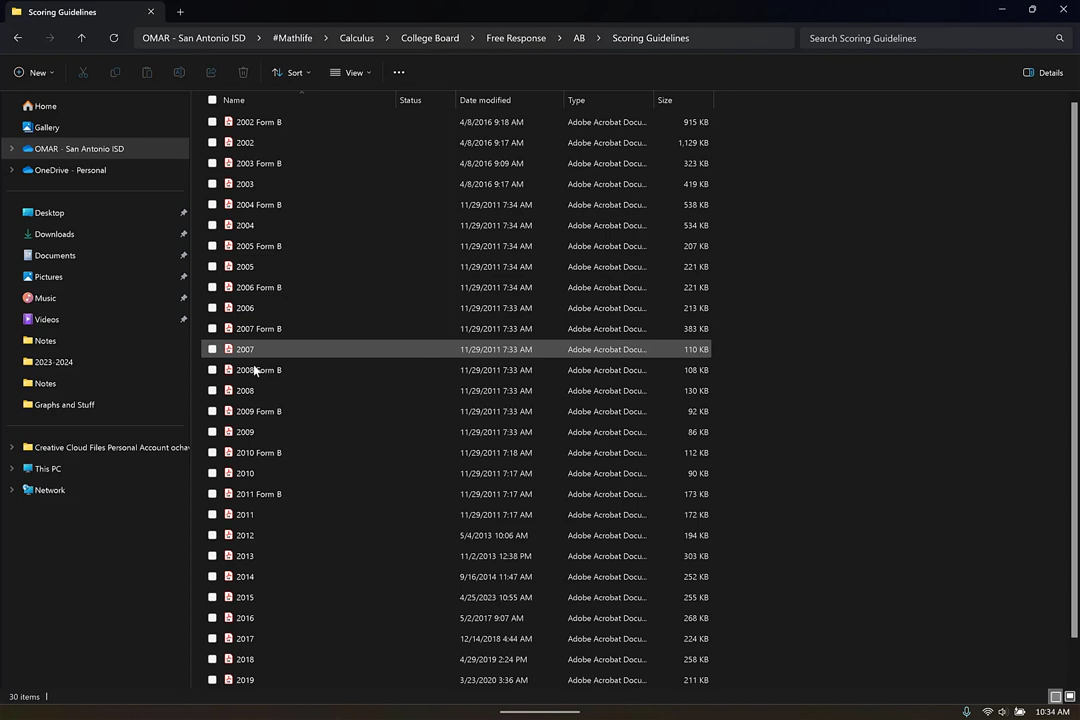 Scoring Guidelines
OMAR - San Antonio ISD > #Mathlife > Calculus > College Board > Free Response > AB > Scoring Guidelines
Search Scoring Guidelines
New
Sort
View
Details
Home
Gallery
OMAR - San Antonio ISD
OneDrive - Personal
Desktop
Downloads
Documents
Pictures
Music
Videos
Notes
2023-2024
Notes
Graphs and Stuff
Creative Cloud Files Personal Account ocha
This PC
Network
Name Status Date modified Type Size
2002 Form B 4/8/2016 9:18 AM Adobe Acrobat Docu... 915 KB
2002 4/8/2016 9:17 AM Adobe Acrobat Docu... 1,129 KB
2003 Form B 4/8/2016 9:09 AM Adobe Acrobat Docu... 323 KB
2003 4/8/2016 9:17 AM Adobe Acrobat Docu... 419 KB
2004 Form B 11/29/2011 7:34 AM Adobe Acrobat Docu... 538 KB
2004 11/29/2011 7:34 AM Adobe Acrobat Docu... 534 KB
2005 Form B 11/29/2011 7:34 AM Adobe Acrobat Docu... 207 KB
2005 11/29/2011 7:34 AM Adobe Acrobat Docu... 221 KB
2006 Form B 11/29/2011 7:34 AM Adobe Acrobat Docu... 221 KB
2006 11/29/2011 7:33 AM Adobe Acrobat Docu... 213 KB
2007 Form B 11/29/2011 7:33 AM Adobe Acrobat Docu... 383 KB
2007 11/29/2011 7:33 AM Adobe Acrobat Docu... 110 KB
2008 Form B 11/29/2011 7:33 AM Adobe Acrobat Docu... 108 KB
2008 11/29/2011 7:33 AM Adobe Acrobat Docu... 130 KB
2009 Form B 11/29/2011 7:33 AM Adobe Acrobat Docu... 92 KB
2009 11/29/2011 7:33 AM Adobe Acrobat Docu... 86 KB
2010 Form B 11/29/2011 7:18 AM Adobe Acrobat Docu... 112 KB
2010 11/29/2011 7:17 AM Adobe Acrobat Docu... 90 KB
2011 Form B 11/29/2011 7:17 AM Adobe Acrobat Docu... 173 KB
2011 11/29/2011 7:17 AM Adobe Acrobat Docu... 172 KB
2012 5/4/2013 10:06 AM Adobe Acrobat Docu... 194 KB
2013 11/2/2013 12:38 PM Adobe Acrobat Docu... 303 KB
2014 9/16/2014 11:47 AM Adobe Acrobat Docu... 252 KB
2015 4/25/2023 10:55 AM Adobe Acrobat Docu... 255 KB
2016 5/2/2017 9:07 AM Adobe Acrobat Docu... 268 KB
2017 12/14/2018 4:44 AM Adobe Acrobat Docu... 224 KB
2018 4/29/2019 2:24 PM Adobe Acrobat Docu... 258 KB
2019 3/23/2020 3:36 AM Adobe Acrobat Docu... 211 KB
30 items
10:34 AM